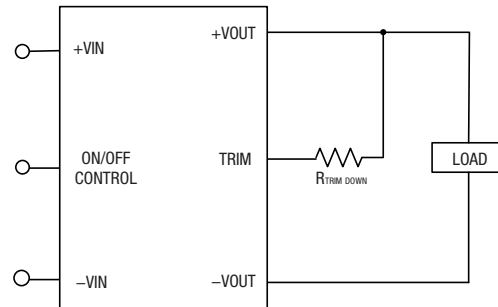 +VOUT
+VIN
ON/OFF
CONTROL
TRIM
LOAD
RTRIM DOWN
–VIN
–VOUT